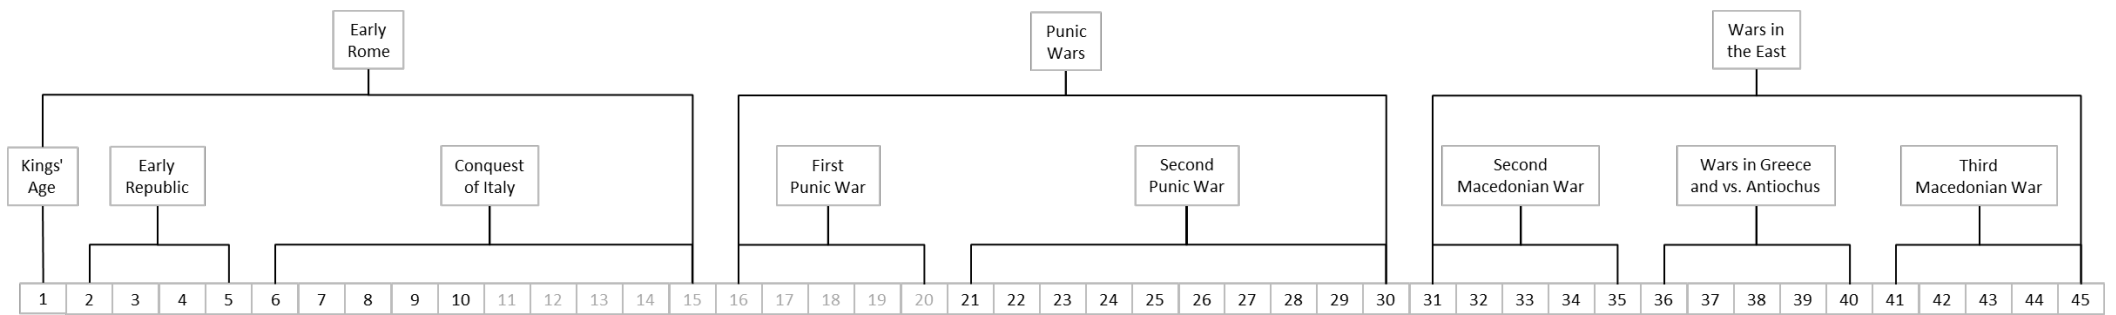 Early
Rome
Punic
Wars
Wars in
the East
Kings'
Age
Early
Republic
Conquest
of Italy
First
Punic War
Second
Punic War
Second
Macedonian War
Wars in Greece
and vs. Antiochus
Third
Macedonian War
1 2 3 4 5 6 7 8 9 10 11 12 13 14 15 16 17 18 19 20 21 22 23 24 25 26 27 28 29 30 31 32 33 34 35 36 37 38 39 40 41 42 43 44 45